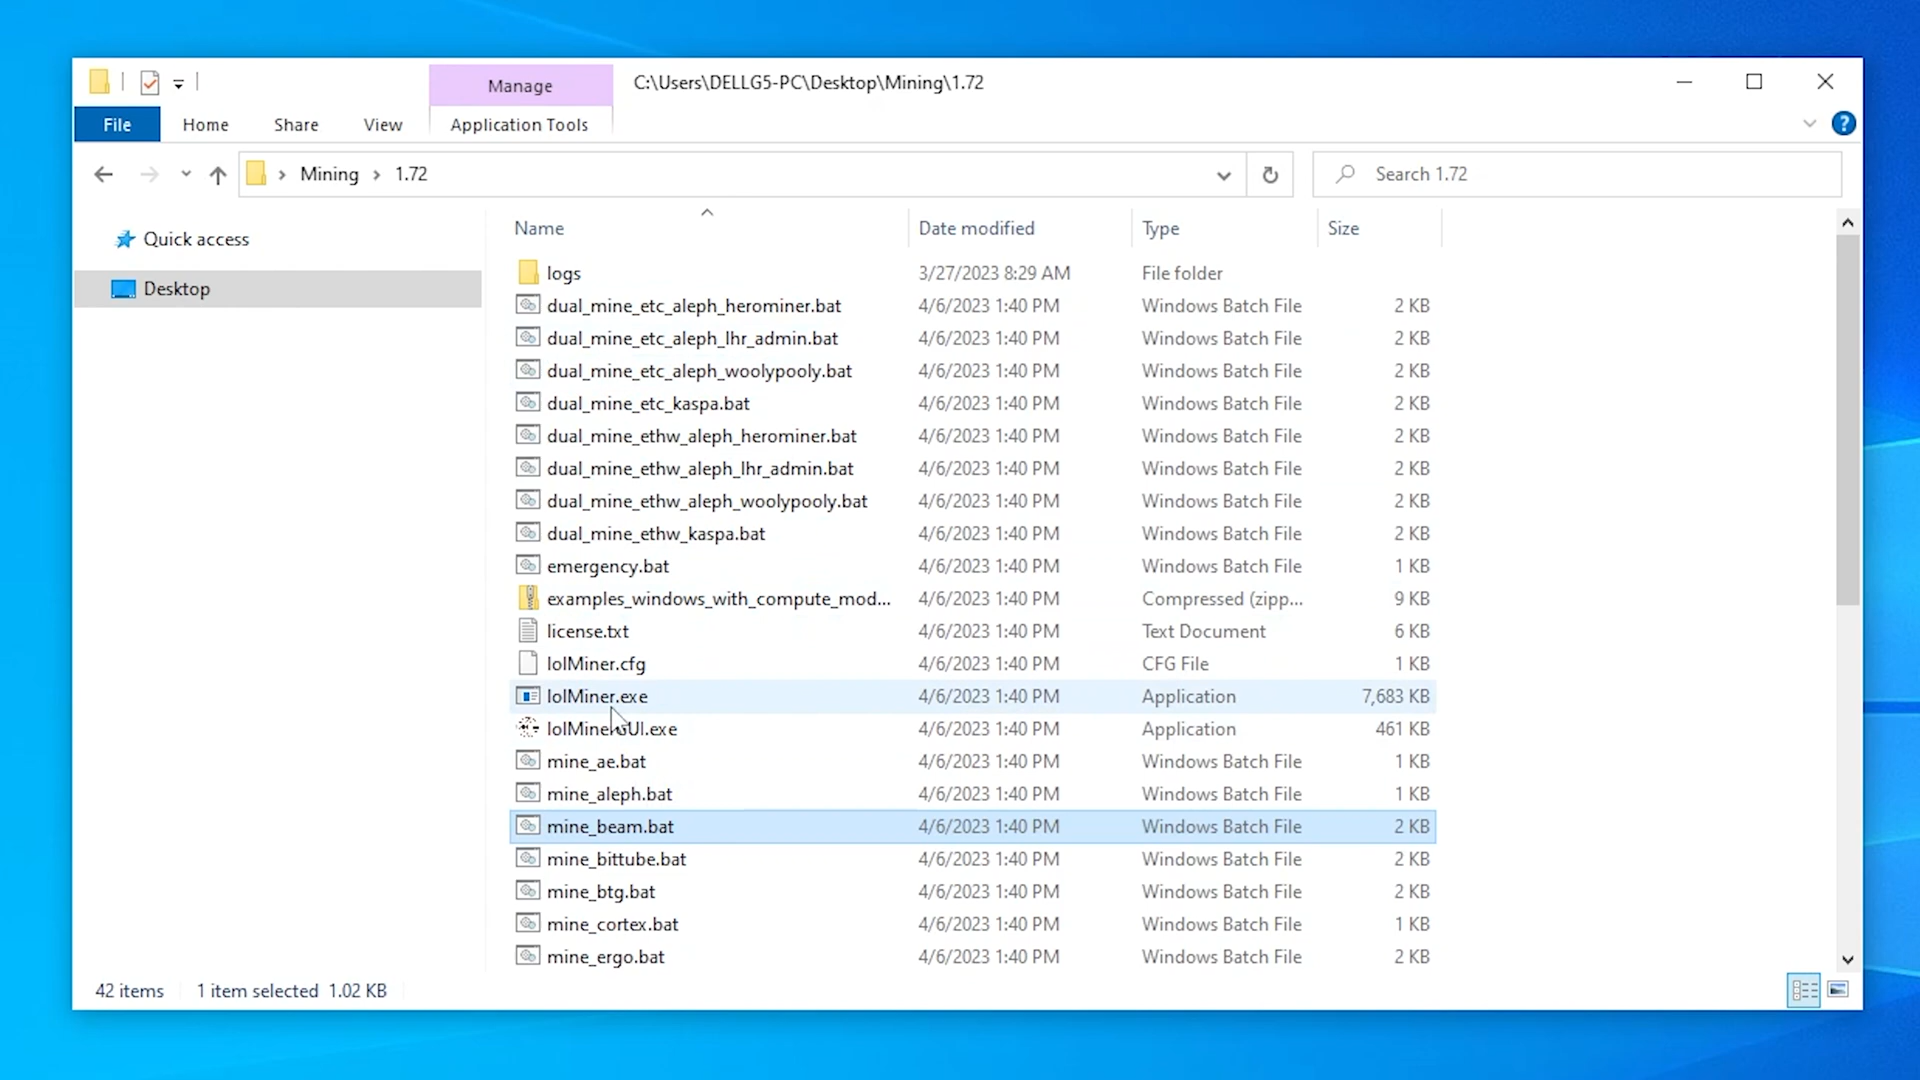 Manage
C:\Users\DELLG5-PC\Desktop\Mining\1.72
File
Home
Share
View
Application Tools
?
Mining
1.72
Search 1.72
Quick access
Desktop
Name
Date modified
Type
Size
logs 3/27/2023 8:29 AM File folder
dual_mine_etc_aleph_herominer.bat 4/6/2023 1:40 PM Windows Batch File 2 KB
dual_mine_etc_aleph_lhr_admin.bat 4/6/2023 1:40 PM Windows Batch File 2 KB
dual_mine_etc_aleph_woolypooly.bat 4/6/2023 1:40 PM Windows Batch File 2 KB
dual_mine_etc_kaspa.bat 4/6/2023 1:40 PM Windows Batch File 2 KB
dual_mine_ethw_aleph_herominer.bat 4/6/2023 1:40 PM Windows Batch File 2 KB
dual_mine_ethw_aleph_lhr_admin.bat 4/6/2023 1:40 PM Windows Batch File 2 KB
dual_mine_ethw_aleph_woolypooly.bat 4/6/2023 1:40 PM Windows Batch File 2 KB
dual_mine_ethw_kaspa.bat 4/6/2023 1:40 PM Windows Batch File 2 KB
emergency.bat 4/6/2023 1:40 PM Windows Batch File 1 KB
examples_windows_with_compute_mod... 4/6/2023 1:40 PM Compressed (zipp... 9 KB
license.txt 4/6/2023 1:40 PM Text Document 6 KB
lolMiner.cfg 4/6/2023 1:40 PM CFG File 1 KB
lolMiner.exe 4/6/2023 1:40 PM Application 7,683 KB
lolMinerGUI.exe 4/6/2023 1:40 PM Application 461 KB
mine_ae.bat 4/6/2023 1:40 PM Windows Batch File 1 KB
mine_aleph.bat 4/6/2023 1:40 PM Windows Batch File 1 KB
mine_beam.bat 4/6/2023 1:40 PM Windows Batch File 2 KB
mine_bittube.bat 4/6/2023 1:40 PM Windows Batch File 2 KB
mine_btg.bat 4/6/2023 1:40 PM Windows Batch File 2 KB
mine_cortex.bat 4/6/2023 1:40 PM Windows Batch File 1 KB
mine_ergo.bat 4/6/2023 1:40 PM Windows Batch File 2 KB
42 items 1 item selected 1.02 KB